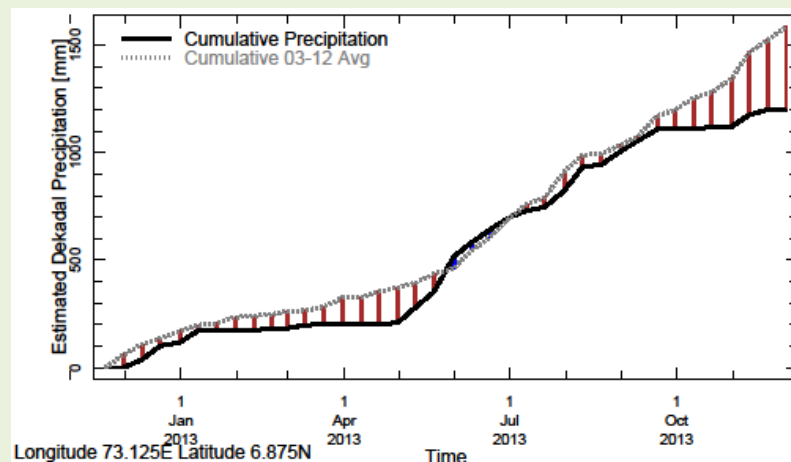 Cumulative Precipitation
Cumulative 03-12 Avg
Estimated Dekadal Precipitation [mm]
1500
1000
500
0
1 Jan 2013
1 Apr 2013
1 Jul 2013
1 Oct 2013
Longitude 73.125E Latitude 6.875N
Time